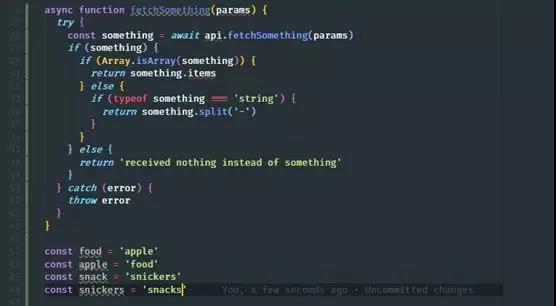 async function fetchSomething(params) {
try {
const something = await api.fetchSomething(params)
if (something) {
if (Array.isArray(something)) {
return something.items
} else {
if (typeof something === 'string') {
return something.split('-')
}
}
} else {
return 'received nothing instead of something'
}
} catch (error) {
throw error
}
}
const food = 'apple'
const apple = 'food'
const snack = 'snickers'
const snickers = 'snacks' You, a few seconds ago • Uncommitted changes